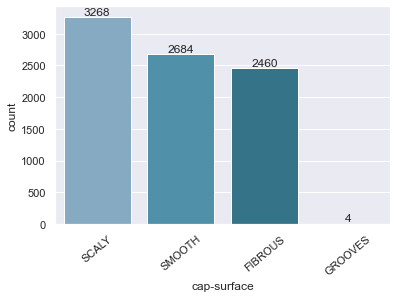 3268
2684
2460
4
3000
2500
2000
1500
1000
500
0
count
SCALY
SMOOTH
FIBROUS
GROOVES
cap-surface